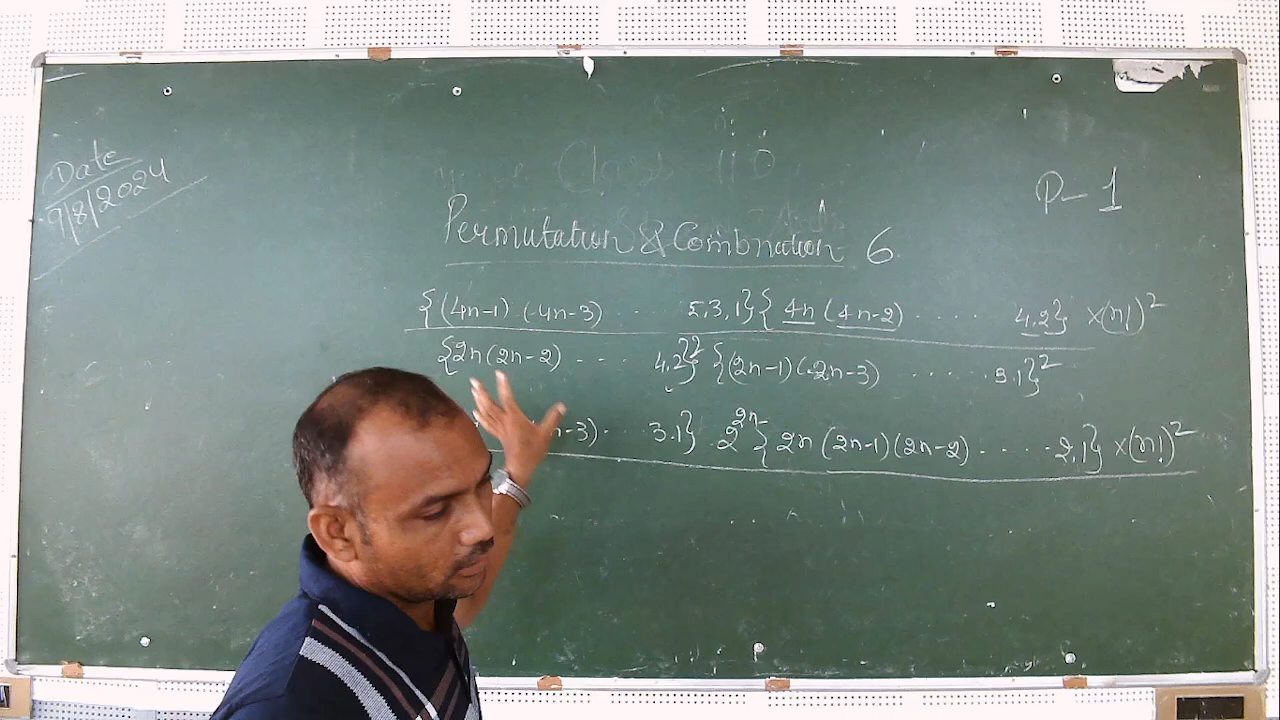 Date
9/8/2024
Class 11 D
P-1
Permutation & Combination 6
{(4n-1) (4n-3) ..... 5.3.1}{ 4n (4n-2) ..... 4.2} ×(n!)²
{2n(2n-2) .... 4.2}² {(2n-1)(2n-3) ..... 3.1}²
-3) ... 3.1} 2²ⁿ{ 2n (2n-1)(2n-2) ..... 2.1} ×(n!)²